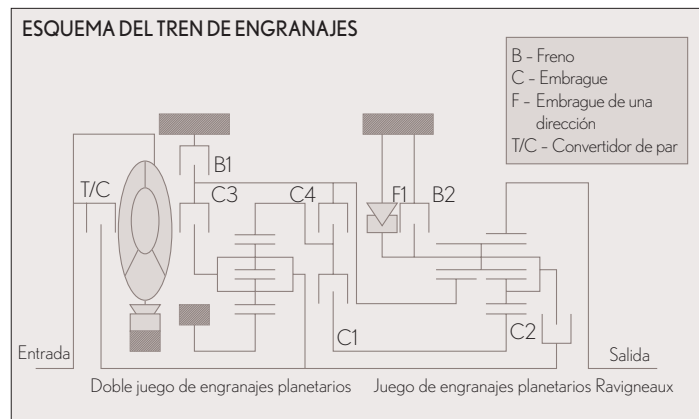 ESQUEMA DEL TREN DE ENGRANAJES
B - Freno
C - Embrague
F - Embrague de una
dirección
T/C - Convertidor de par
B1
T/C
C3
C4
F1
B2
C1
C2
Entrada
Salida
Doble juego de engranajes planetarios
Juego de engranajes planetarios Ravigneaux